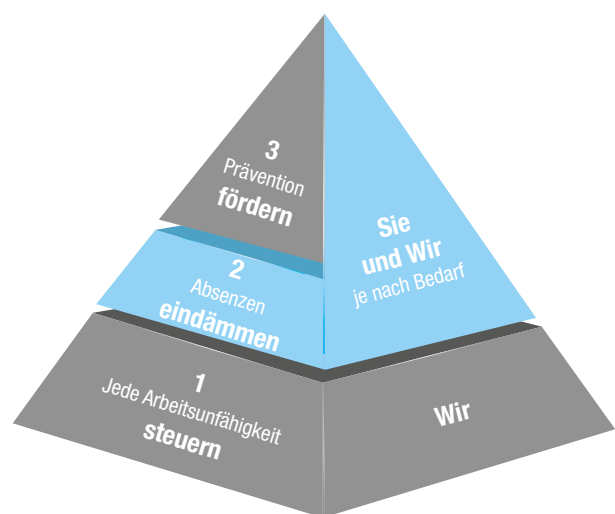 3
Prävention
fördern
2
Absenzen
eindämmen
1
Jede Arbeitsunfähigkeit
steuern
Sie
und Wir
je nach Bedarf
Wir